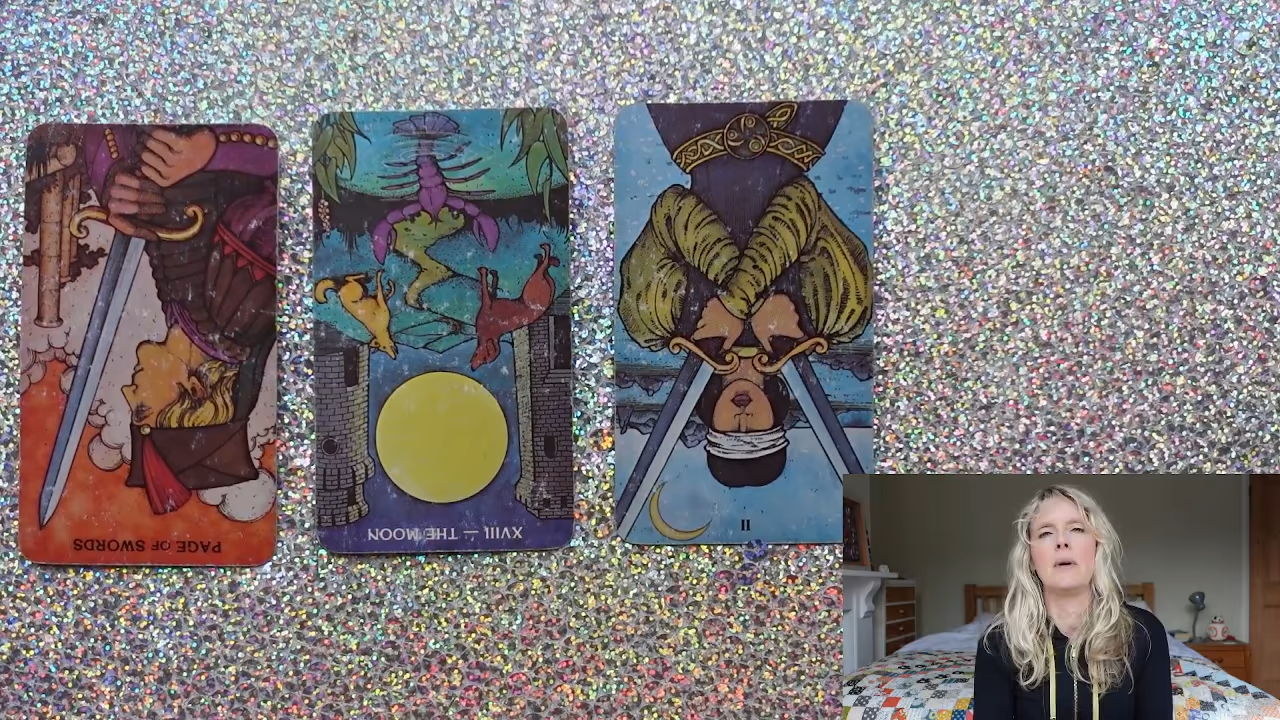 PAGE OF SWORDS
XVIII — THE MOON
II